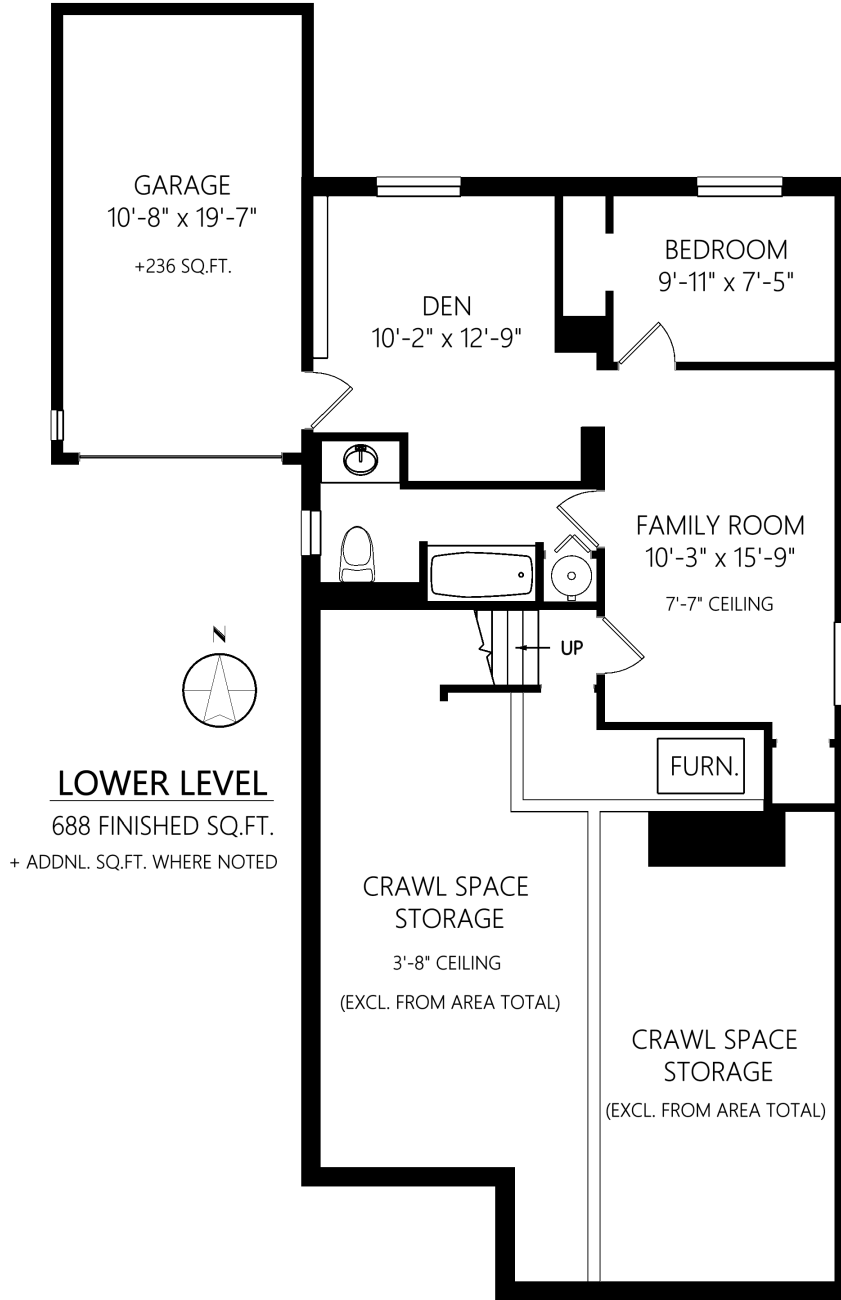 GARAGE
10'-8" x 19'-7"
+236 SQ.FT.
DEN
10'-2" x 12'-9"
BEDROOM
9'-11" x 7'-5"
FAMILY ROOM
10'-3" x 15'-9"
7'-7" CEILING
UP
N
FURN.
LOWER LEVEL
688 FINISHED SQ.FT.
+ ADDNL. SQ.FT. WHERE NOTED
CRAWL SPACE
STORAGE
3'-8" CEILING
(EXCL. FROM AREA TOTAL)
CRAWL SPACE
STORAGE
(EXCL. FROM AREA TOTAL)